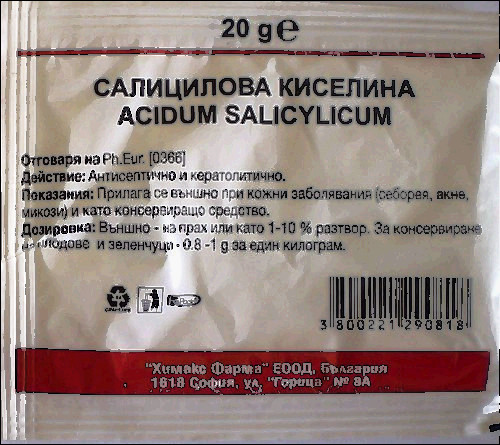 20 g e
САЛИЦИЛОВА КИСЕЛИНА
ACIDUM SALICYLICUM
Отговаря на Ph.Eur. [0366]
Действие: Антисептично и кератолитично.
Показания: Прилага се външно при кожни заболявания (себорея, акне,
микози) и като консервиращо средство.
Дозировка: Външно - на прах или като 1-10 % разтвор. За консервиране
на плодове и зеленчуци - 0.8 -1 g за един килограм.
3 800221 290818
"Химакс Фарма" ЕООД, България
1618 София, ул. "Горица" № 8А